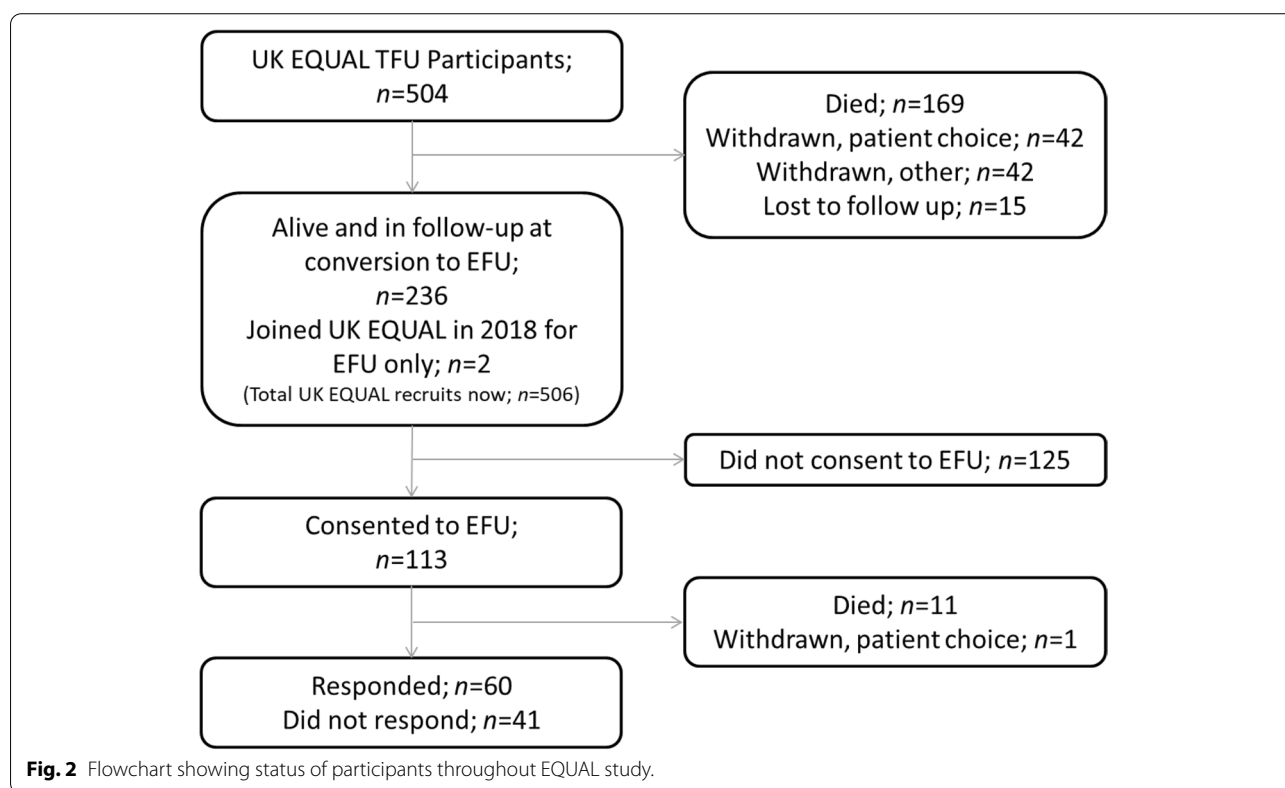 UK EQUAL TFU Participants;
n=504
Died; n=169
Withdrawn, patient choice; n=42
Withdrawn, other; n=42
Lost to follow up; n=15
Alive and in follow-up at
conversion to EFU;
n=236
Joined UK EQUAL in 2018 for
EFU only; n=2
(Total UK EQUAL recruits now; n=506)
Did not consent to EFU; n=125
Consented to EFU;
n=113
Died; n=11
Withdrawn, patient choice; n=1
Responded; n=60
Did not respond; n=41
Fig. 2 Flowchart showing status of participants throughout EQUAL study.